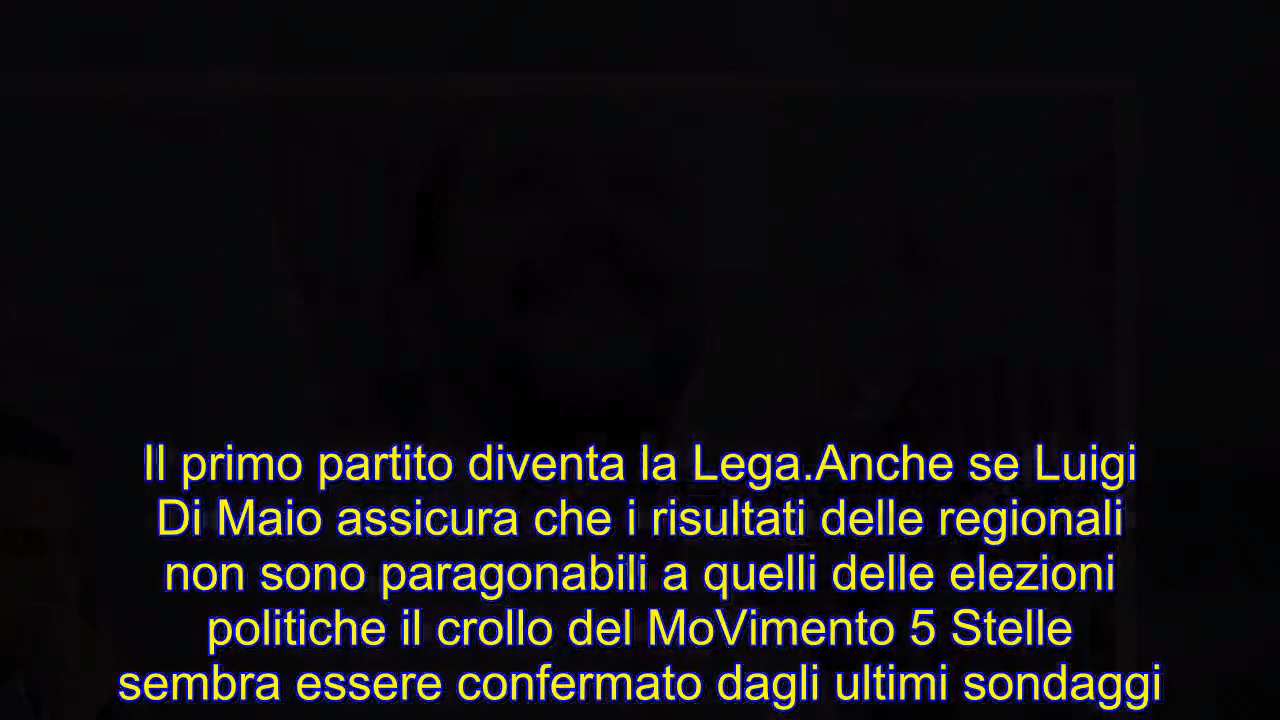 Il primo partito diventa la Lega.Anche se Luigi
Di Maio assicura che i risultati delle regionali
non sono paragonabili a quelli delle elezioni
politiche il crollo del MoVimento 5 Stelle
sembra essere confermato dagli ultimi sondaggi